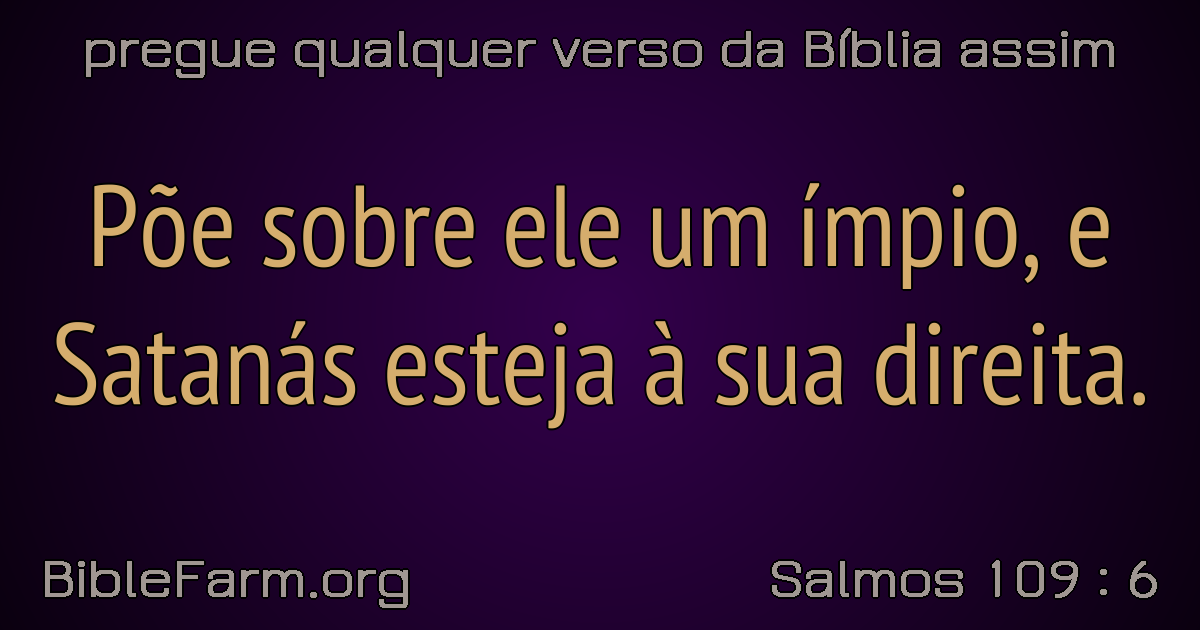 pregue qualquer verso da Bíblia assim
Põe sobre ele um ímpio, e
Satanás esteja à sua direita.
BibleFarm.org
Salmos 109 : 6